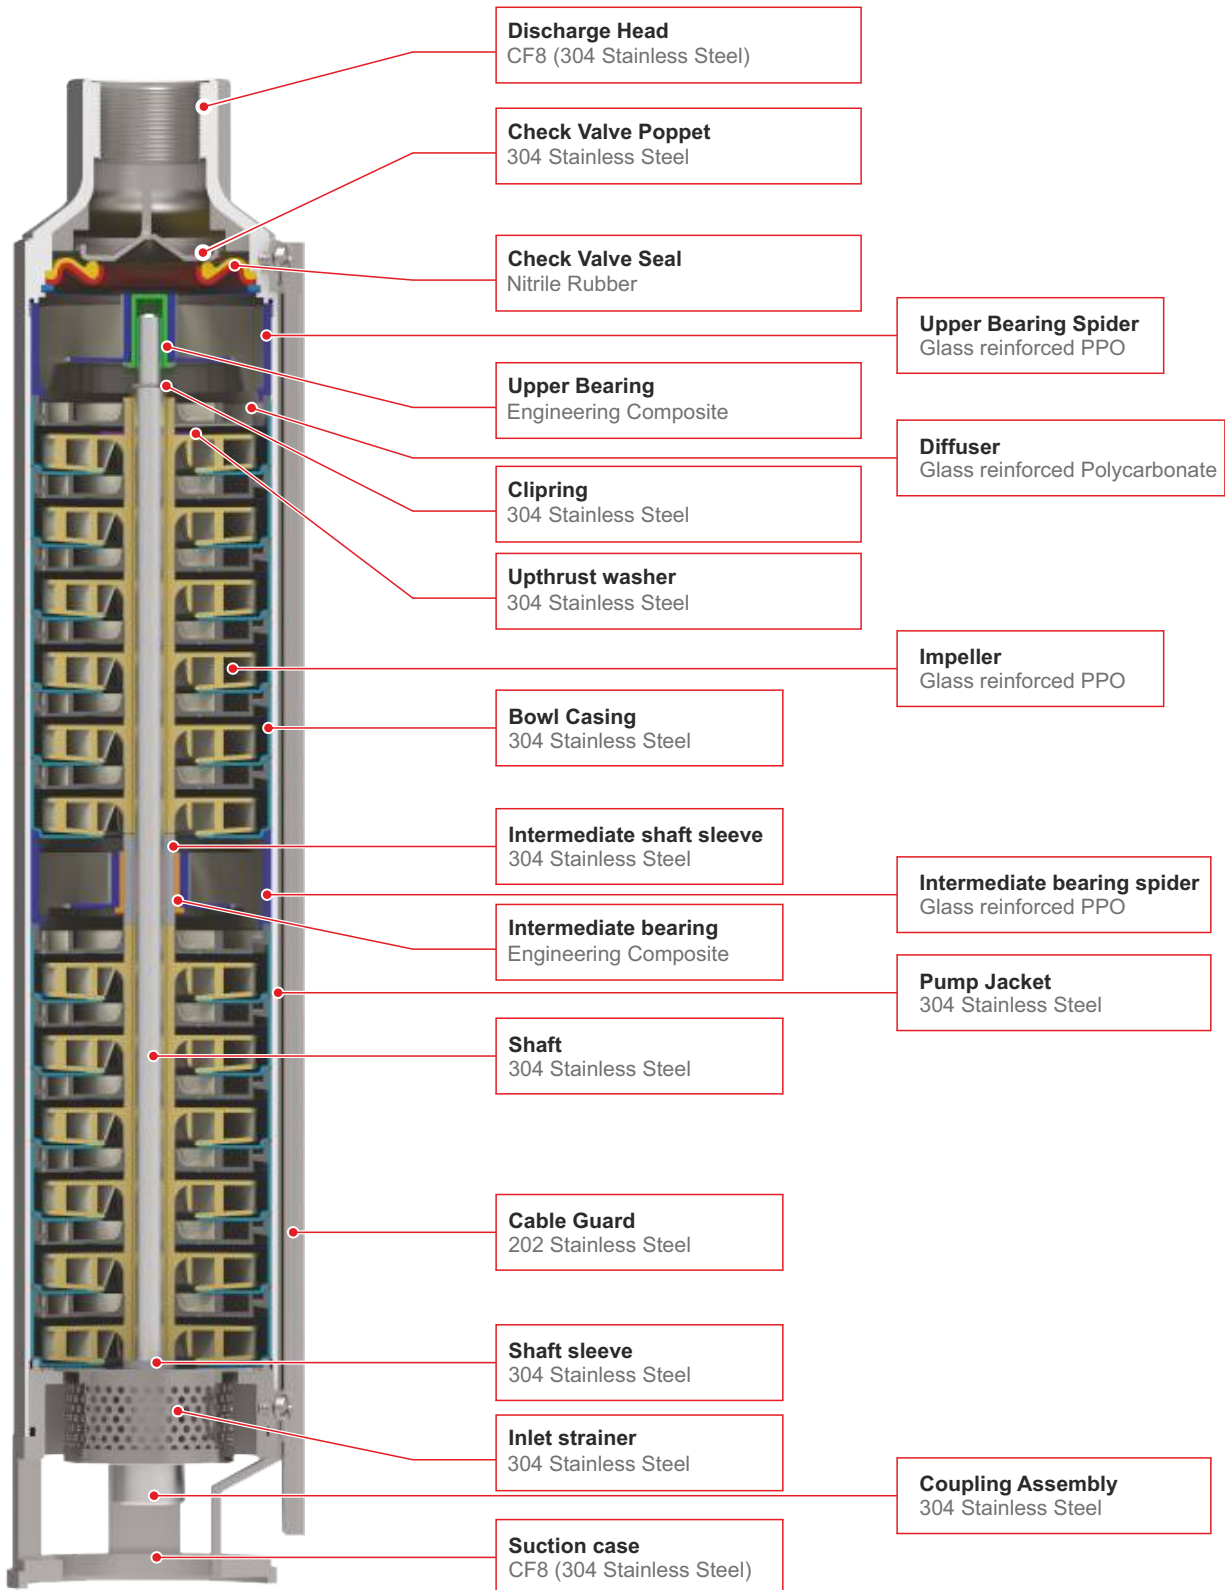 Discharge Head
CF8 (304 Stainless Steel)
Check Valve Poppet
304 Stainless Steel
Check Valve Seal
Nitrile Rubber
Upper Bearing Spider
Glass reinforced PPO
Upper Bearing
Engineering Composite
Diffuser
Glass reinforced Polycarbonate
Clipring
304 Stainless Steel
Upthrust washer
304 Stainless Steel
Impeller
Glass reinforced PPO
Bowl Casing
304 Stainless Steel
Intermediate shaft sleeve
304 Stainless Steel
Intermediate bearing spider
Glass reinforced PPO
Intermediate bearing
Engineering Composite
Pump Jacket
304 Stainless Steel
Shaft
304 Stainless Steel
Cable Guard
202 Stainless Steel
Shaft sleeve
304 Stainless Steel
Inlet strainer
304 Stainless Steel
Coupling Assembly
304 Stainless Steel
Suction case
CF8 (304 Stainless Steel)